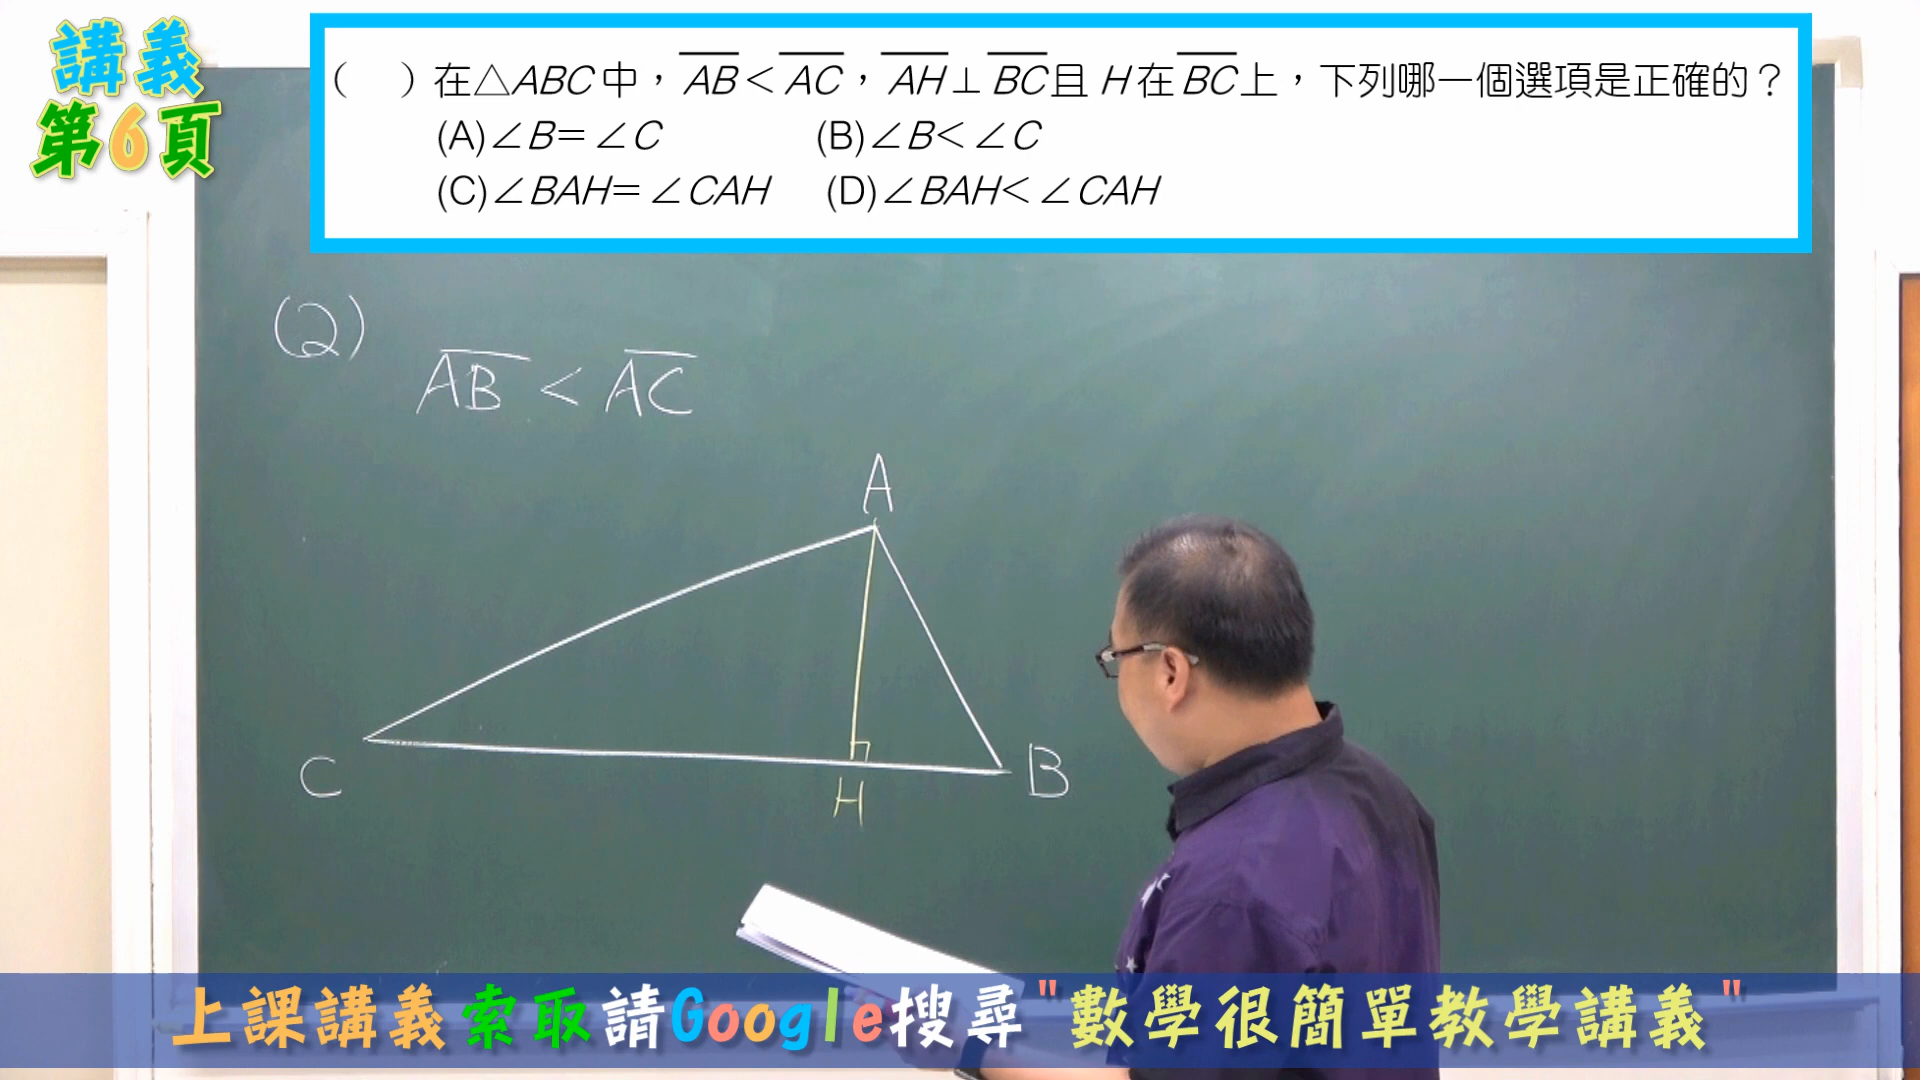 講義
第6頁
(　)在△ABC中，AB＜AC，AH⊥BC且H在BC上，下列哪一個選項是正確的？
(A)∠B=∠C　(B)∠B<∠C
(C)∠BAH=∠CAH　(D)∠BAH<∠CAH
(2)
AB < AC
A
C
H
B
上課講義索取請Google搜尋"數學很簡單教學講義"